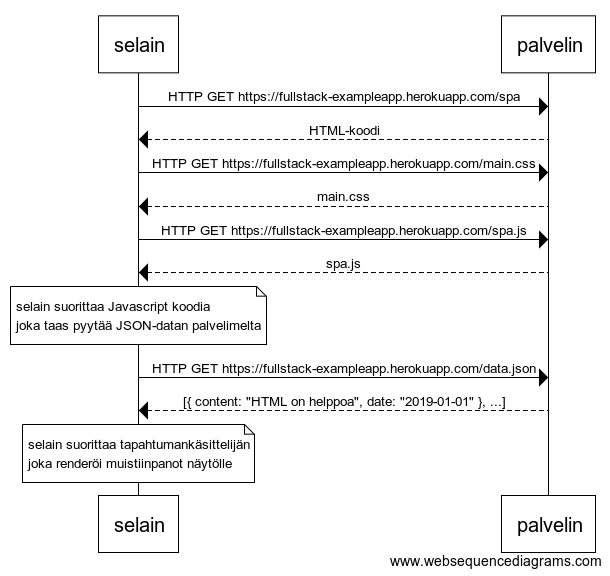 selain palvelin
HTTP GET https://fullstack-exampleapp.herokuapp.com/spa
HTML-koodi
HTTP GET https://fullstack-exampleapp.herokuapp.com/main.css
main.css
HTTP GET https://fullstack-exampleapp.herokuapp.com/spa.js
spa.js
selain suorittaa Javascript koodia
joka taas pyytää JSON-datan palvelimelta
HTTP GET https://fullstack-exampleapp.herokuapp.com/data.json
[{ content: "HTML on helppoa", date: "2019-01-01" }, ...]
selain suorittaa tapahtumankäsittelijän
joka renderöi muistiinpanot näytölle
selain palvelin
www.websequencediagrams.com